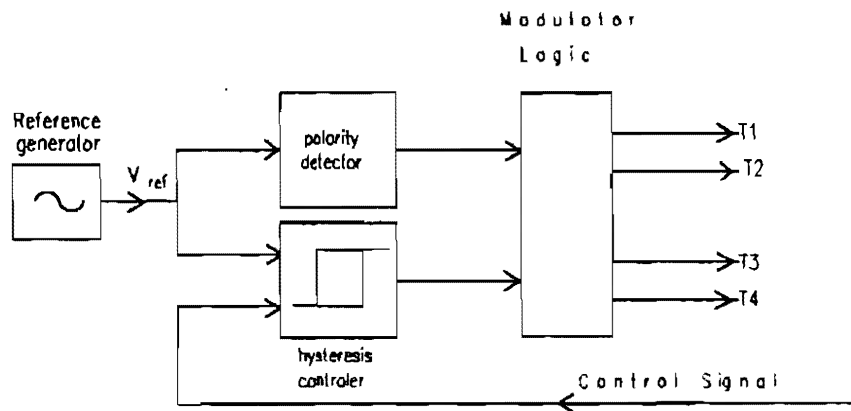 Modulator
Logic
Reference
generator
V ref
polarity
detector
T1
T2
T3
T4
hysteresis
controler
Control Signal